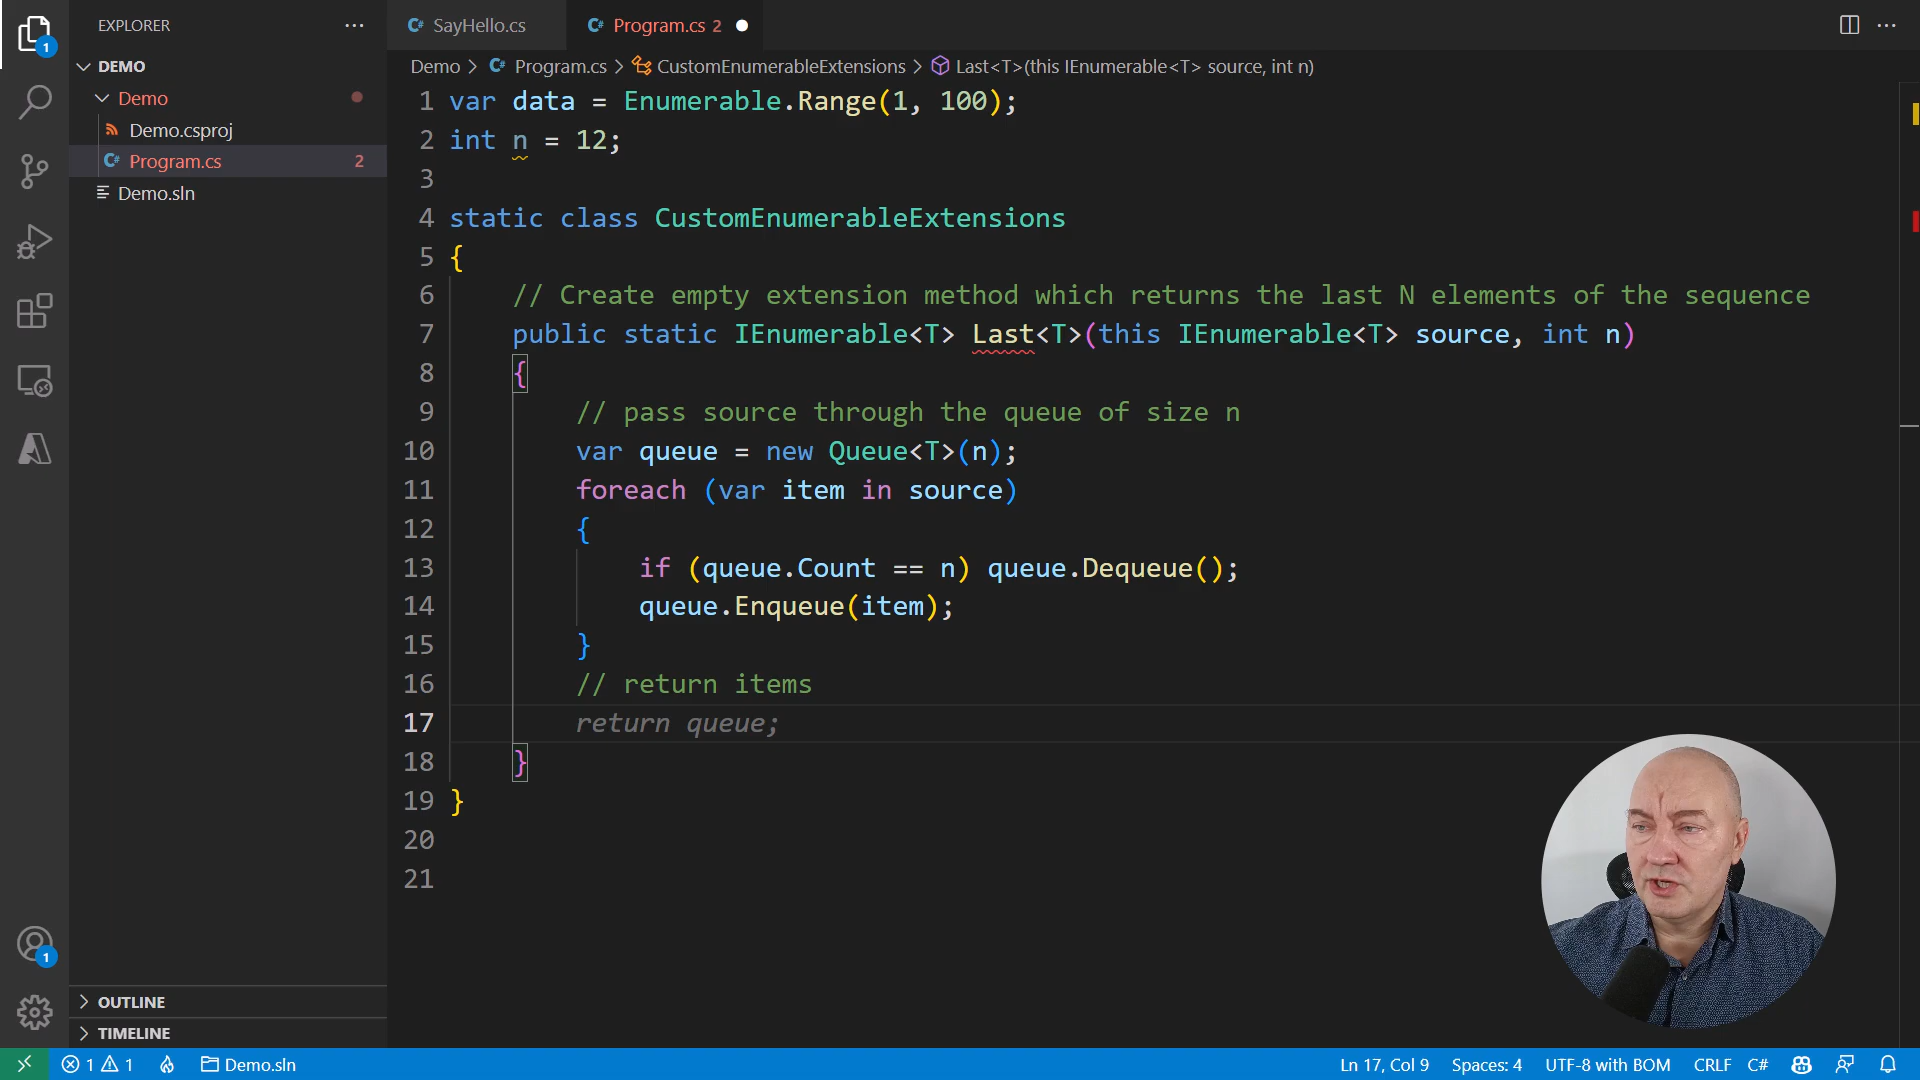 EXPLORER
DEMO
Demo
Demo.csproj
Program.cs 2
Demo.sln
OUTLINE
TIMELINE
SayHello.cs
Program.cs 2
Demo > Program.cs > CustomEnumerableExtensions > Last<T>(this IEnumerable<T> source, int n)
1 var data = Enumerable.Range(1, 100);
2 int n = 12;
3
4 static class CustomEnumerableExtensions
5 {
6 // Create empty extension method which returns the last N elements of the sequence
7 public static IEnumerable<T> Last<T>(this IEnumerable<T> source, int n)
8 {
9 // pass source through the queue of size n
10 var queue = new Queue<T>(n);
11 foreach (var item in source)
12 {
13 if (queue.Count == n) queue.Dequeue();
14 queue.Enqueue(item);
15 }
16 // return items
17 return queue;
18 }
19 }
20
21
1
1
1 1 Demo.sln Ln 17, Col 9 Spaces: 4 UTF-8 with BOM CRLF C#